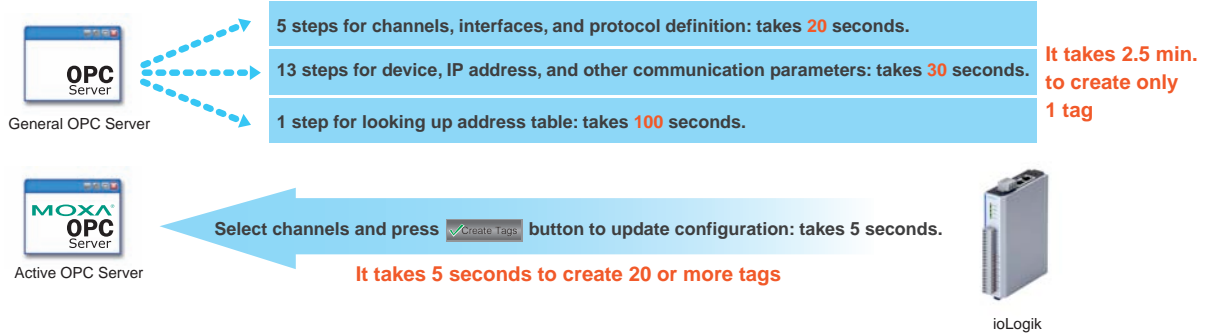 5 steps for channels, interfaces, and protocol definition: takes 20 seconds.
OPC
Server
General OPC Server
13 steps for device, IP address, and other communication parameters: takes 30 seconds.
1 step for looking up address table: takes 100 seconds.
It takes 2.5 min.
to create only
1 tag
MOXA
OPC
Server
Active OPC Server
Select channels and press Create Tags button to update configuration: takes 5 seconds.
It takes 5 seconds to create 20 or more tags
ioLogik